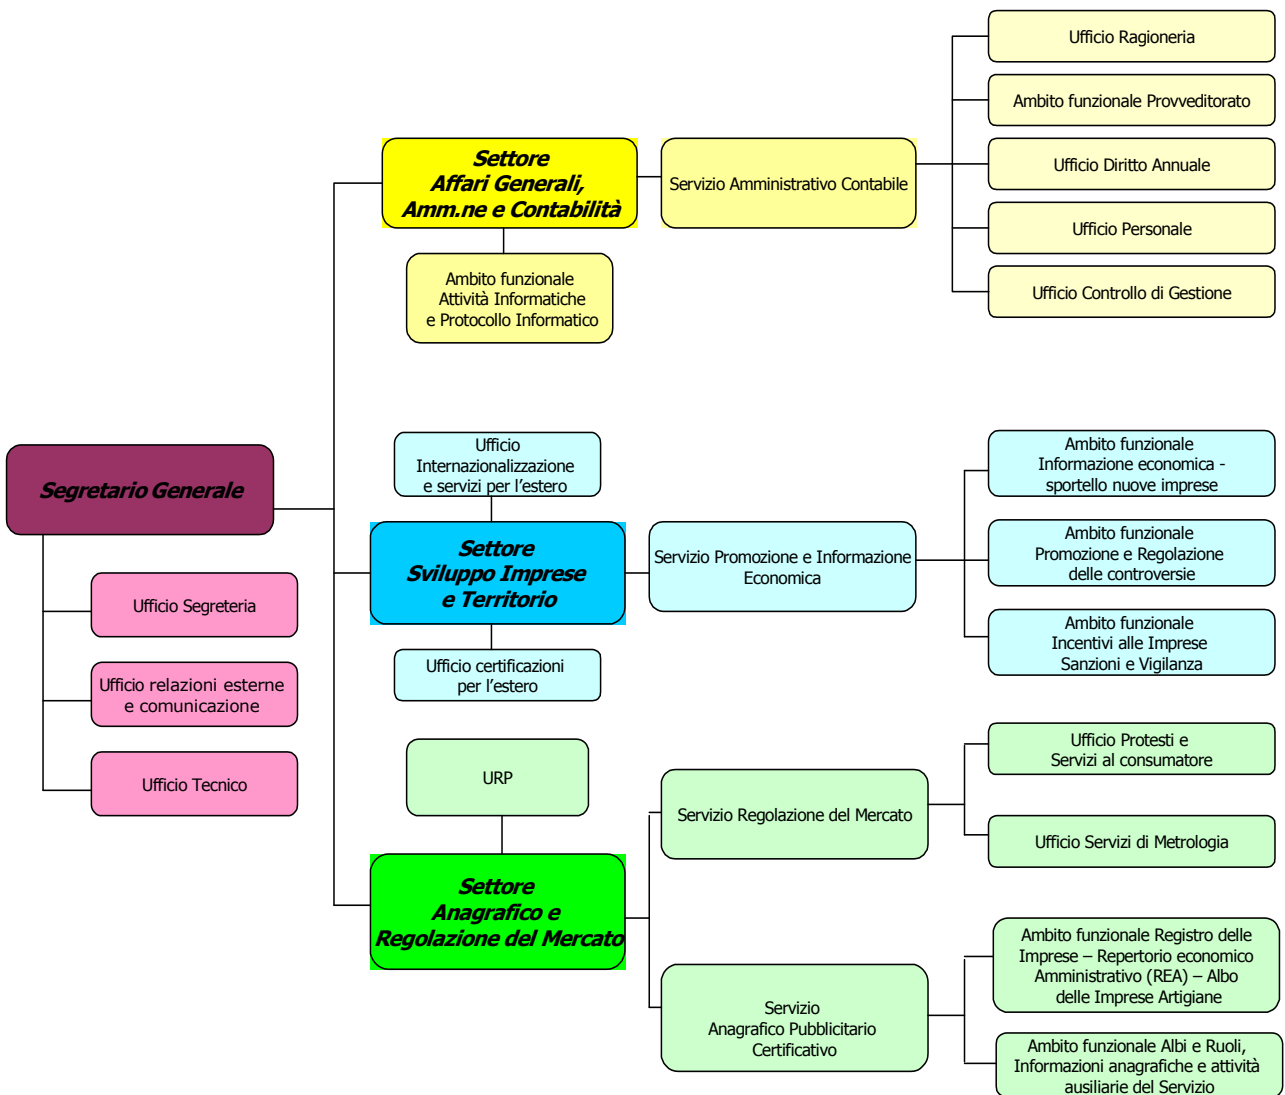 Segretario Generale
Ufficio Segreteria
Ufficio relazioni esterne
e comunicazione
Ufficio Tecnico
Settore
Affari Generali,
Amm.ne e Contabilità
Ambito funzionale
Attività Informatiche
e Protocollo Informatico
Servizio Amministrativo Contabile
Ufficio Ragioneria
Ambito funzionale Provveditorato
Ufficio Diritto Annuale
Ufficio Personale
Ufficio Controllo di Gestione
Ufficio
Internazionalizzazione
e servizi per l'estero
Settore
Sviluppo Imprese
e Territorio
Ufficio certificazioni
per l'estero
Servizio Promozione e Informazione
Economica
Ambito funzionale
Informazione economica -
sportello nuove imprese
Ambito funzionale
Promozione e Regolazione
delle controversie
Ambito funzionale
Incentivi alle Imprese
Sanzioni e Vigilanza
URP
Settore
Anagrafico e
Regolazione del Mercato
Servizio Regolazione del Mercato
Ufficio Protesti e
Servizi al consumatore
Ufficio Servizi di Metrologia
Servizio
Anagrafico Pubblicitario
Certificativo
Ambito funzionale Registro delle
Imprese – Repertorio economico
Amministrativo (REA) – Albo
delle Imprese Artigiane
Ambito funzionale Albi e Ruoli,
Informazioni anagrafiche e attività
ausiliarie del Servizio